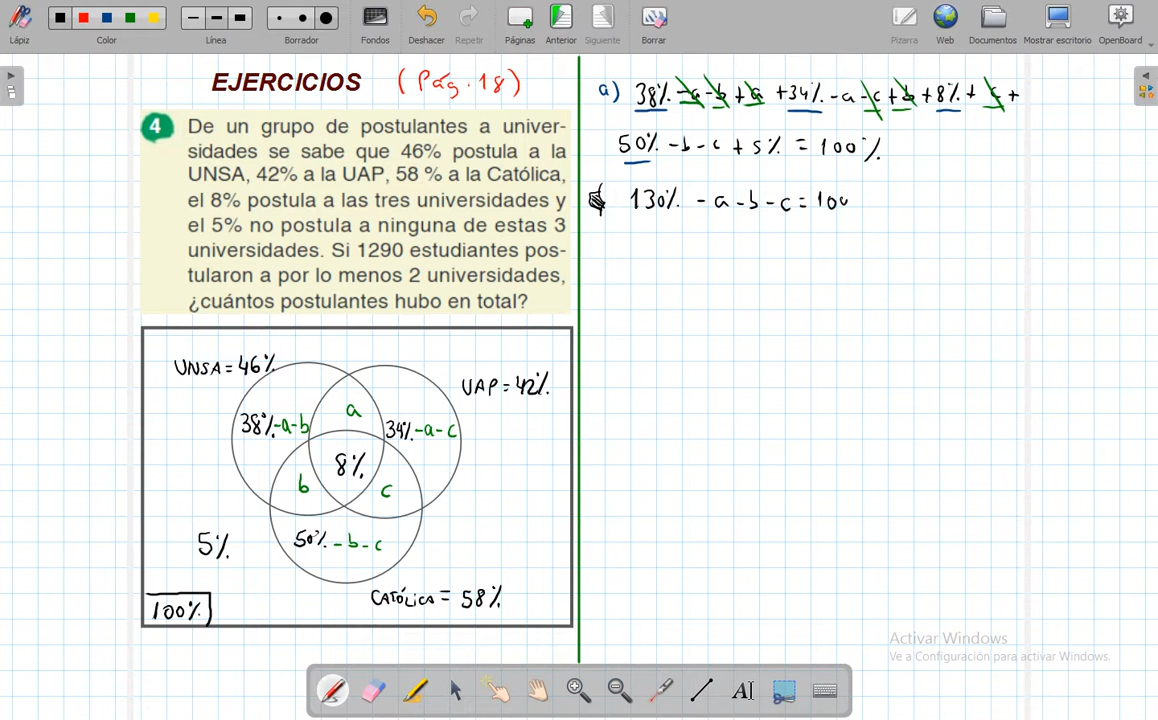 Lápiz
Color
Línea
Borrador
Fondos
Deshacer
Repetir
Páginas
Anterior
Siguiente
Borrar
Pizarra
Web
Documentos
Mostrar escritorio
OpenBoard
EJERCICIOS (Pág. 18)
4 De un grupo de postulantes a univer-
sidades se sabe que 46% postula a la
UNSA, 42% a la UAP, 58 % a la Católica,
el 8% postula a las tres universidades y
el 5% no postula a ninguna de estas 3
universidades. Si 1290 estudiantes pos-
tularon a por lo menos 2 universidades,
¿cuántos postulantes hubo en total?
UNSA = 46%
UAP = 42%
a
38% -a-b
34% -a-c
8%
b
c
50% -b-c
5%
CATÓLICA = 58%
100%
a) 38% -a-b +a +34% -a-c+b+8%+c+
50% -b-c+5% = 100%
130% -a-b-c=100
Activar Windows
Ve a Configuración para activar Windows.